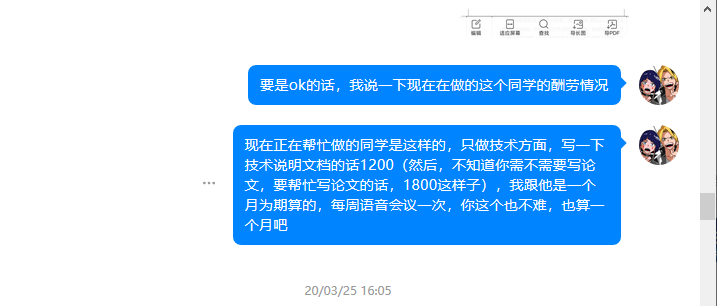 编辑 适应屏幕 查找 导长图 导PDF
要是ok的话，我说一下现在在做的这个同学的酬劳情况
现在正在帮忙做的同学是这样的，只做技术方面，写一下
技术说明文档的话1200（然后，不知道你需不需要写论
文，要帮忙写论文的话，1800这样子），我跟他是一个
月为期算的，每周语音会议一次，你这个也不难，也算一
个月吧
20/03/25 16:05